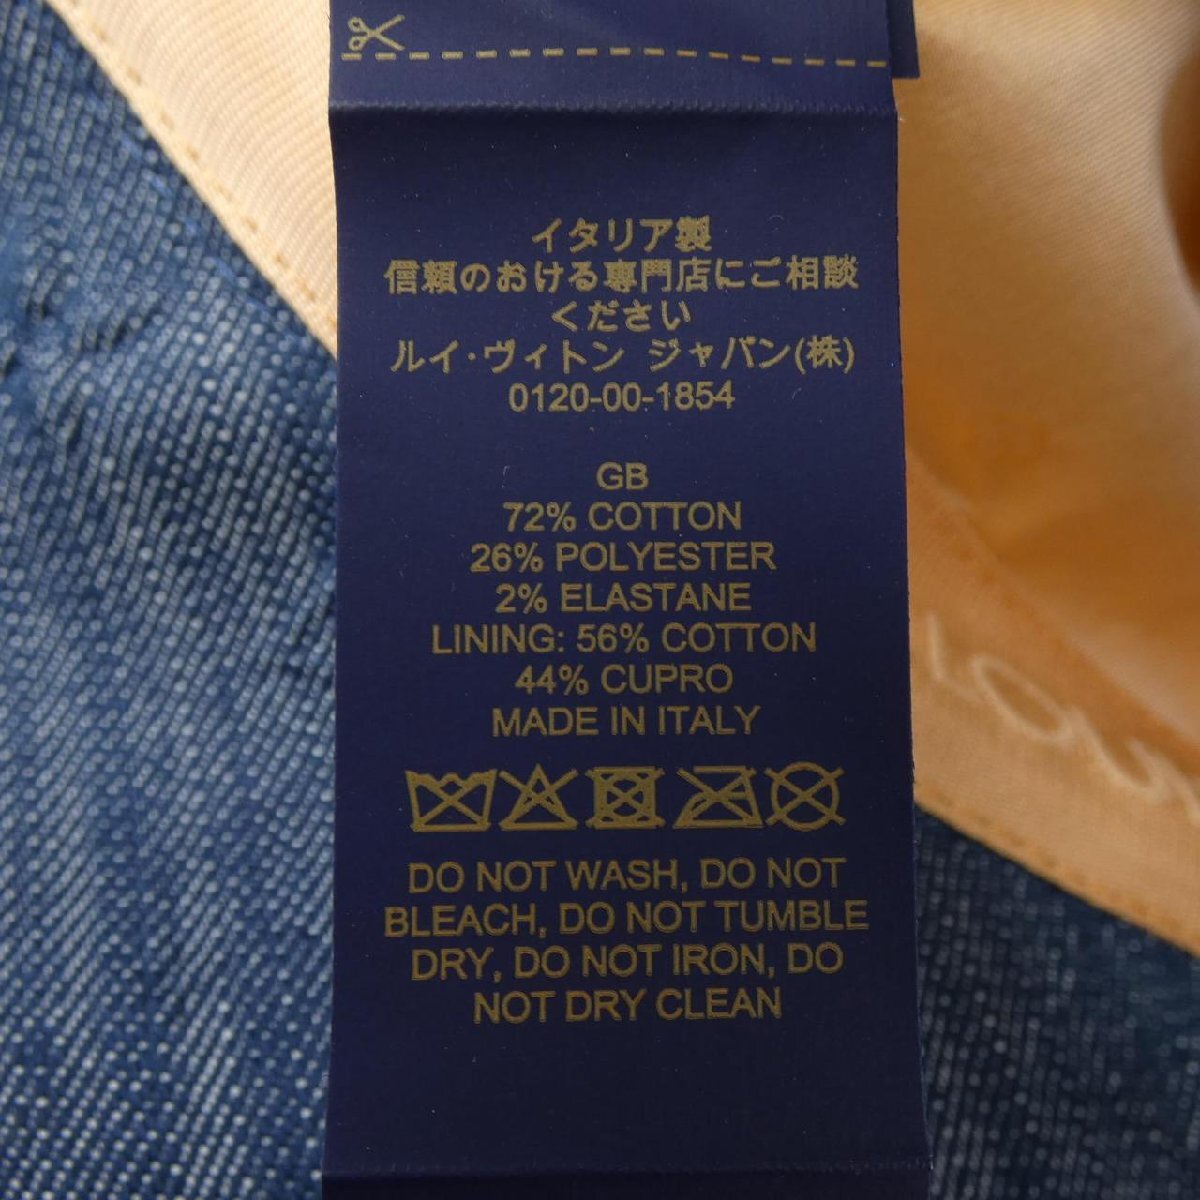 イタリア製
信頼のおける専門店にご相談
ください
ルイ・ヴィトン ジャパン(株)
0120-00-1854
GB
72% COTTON
26% POLYESTER
2% ELASTANE
LINING: 56% COTTON
44% CUPRO
MADE IN ITALY
DO NOT WASH, DO NOT
BLEACH, DO NOT TUMBLE
DRY, DO NOT IRON, DO
NOT DRY CLEAN